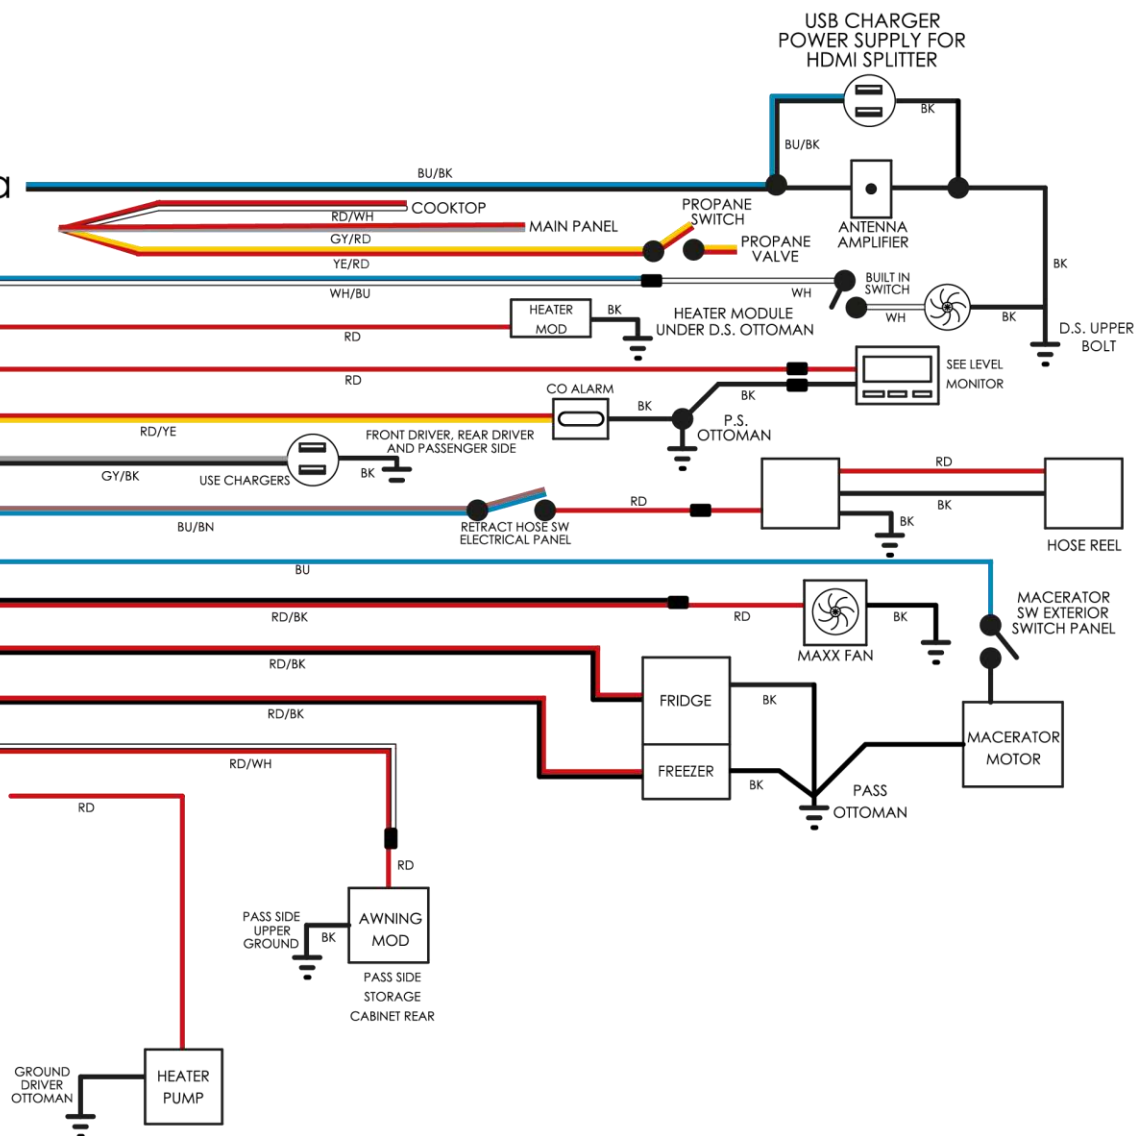 USB CHARGER
POWER SUPPLY FOR
HDMI SPLITTER
BK
BU/BK
a
BU/BK
COOKTOP
RD/WH
MAIN PANEL
GY/RD
YE/RD
PROPANE
SWITCH
PROPANE
VALVE
ANTENNA
AMPLIFIER
BK
WH/BU
WH
BUILT IN
SWITCH
WH
BK
D.S. UPPER
BOLT
HEATER
MOD
BK
HEATER MODULE
UNDER D.S. OTTOMAN
RD
RD
SEE LEVEL
MONITOR
BK
CO ALARM
BK
P.S.
OTTOMAN
RD/YE
FRONT DRIVER, REAR DRIVER
AND PASSENGER SIDE
GY/BK
USE CHARGERS
BK
RD
BK
BK
HOSE REEL
BU/BN
RETRACT HOSE SW
ELECTRICAL PANEL
RD
BU
MACERATOR
SW EXTERIOR
SWITCH PANEL
RD/BK
RD
BK
MAXX FAN
RD/BK
FRIDGE
BK
RD/BK
FREEZER
BK
MACERATOR
MOTOR
PASS
OTTOMAN
RD/WH
RD
RD
AWNING
MOD
PASS SIDE
UPPER
GROUND
BK
PASS SIDE
STORAGE
CABINET REAR
GROUND
DRIVER
OTTOMAN
HEATER
PUMP